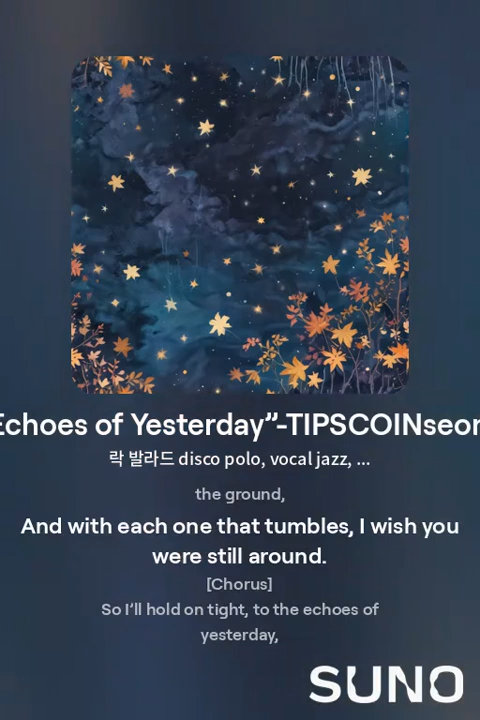 Echoes of Yesterday”-TIPSCOINseon
락 발라드 disco polo, vocal jazz, ...
the ground,
And with each one that tumbles, I wish you
were still around.
[Chorus]
So I’ll hold on tight, to the echoes of
yesterday,
SUNO